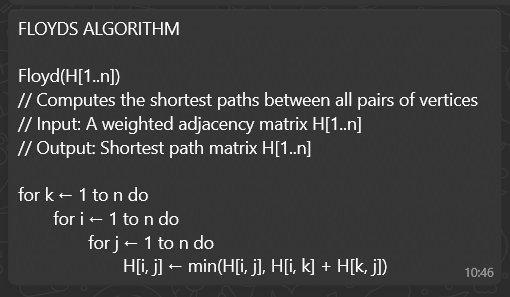 FLOYDS ALGORITHM
Floyd(H[1..n])
// Computes the shortest paths between all pairs of vertices
// Input: A weighted adjacency matrix H[1..n]
// Output: Shortest path matrix H[1..n]
for k ← 1 to n do
for i ← 1 to n do
for j ← 1 to n do
H[i, j] ← min(H[i, j], H[i, k] + H[k, j])
10:46